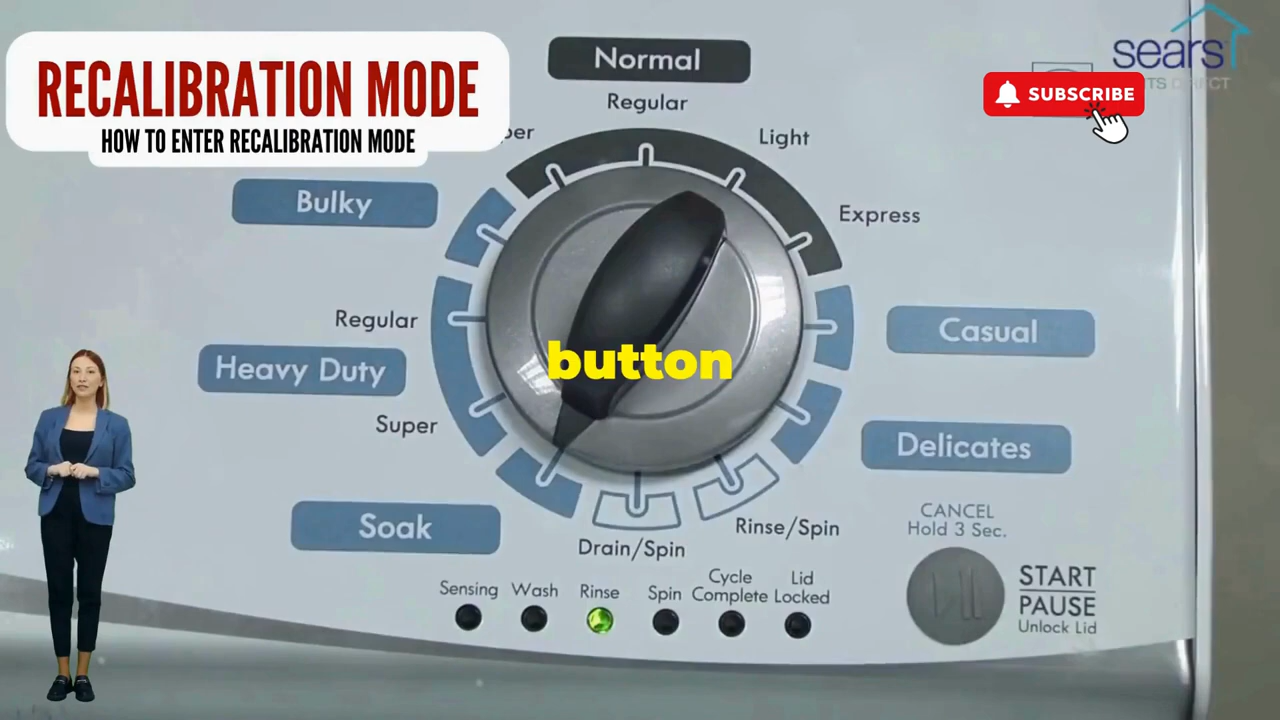 sears
RECALIBRATION MODE
HOW TO ENTER RECALIBRATION MODE
SUBSCRIBE
Normal
Regular
Light
Bulky
Express
Regular
Casual
Heavy Duty
button
Super
Delicates
Soak
CANCEL
Hold 3 Sec.
Rinse/Spin
Drain/Spin
Sensing
Wash
Rinse
Spin
Cycle
Complete
Lid
Locked
START
PAUSE
Unlock Lid